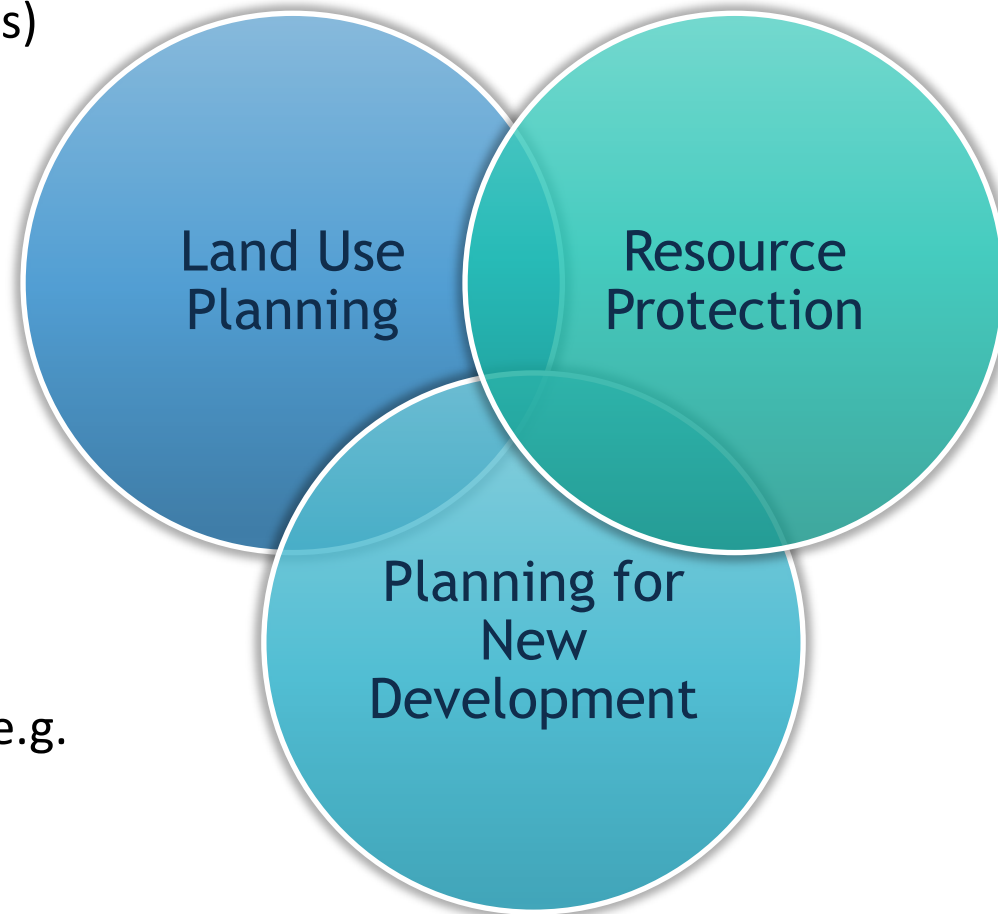 s)
Land Use
Planning
Resource
Protection
Planning for
New
Development
e.g.